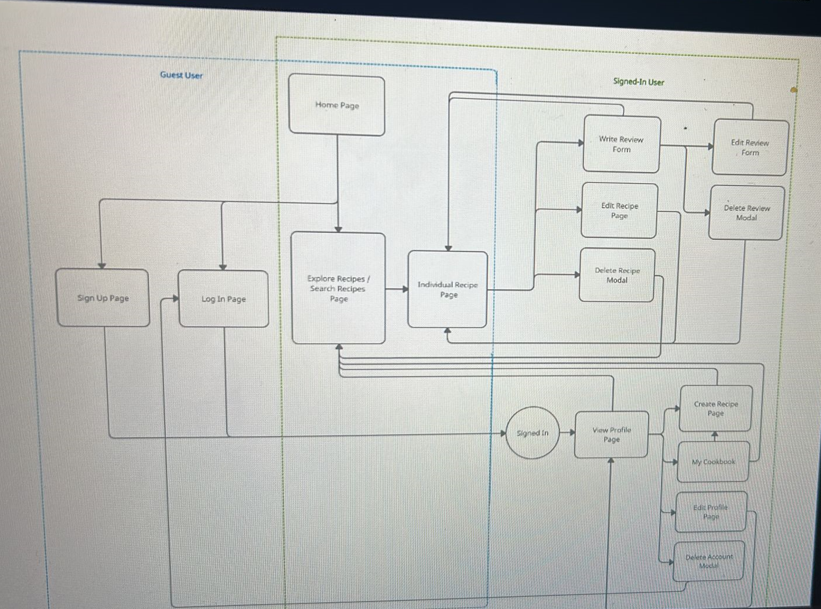 Guest User
Signed-In User
Home Page
Write Review
Form
Edit Review
Form
Edit Recipe
Page
Delete Review
Modal
Explore Recipes /
Search Recipes
Page
Individual Recipe
Page
Delete Recipe
Modal
Sign Up Page
Log In Page
Signed In
View Profile
Page
Create Recipe
Page
My Cookbook
Edit Profile
Page
Delete Account
Modal